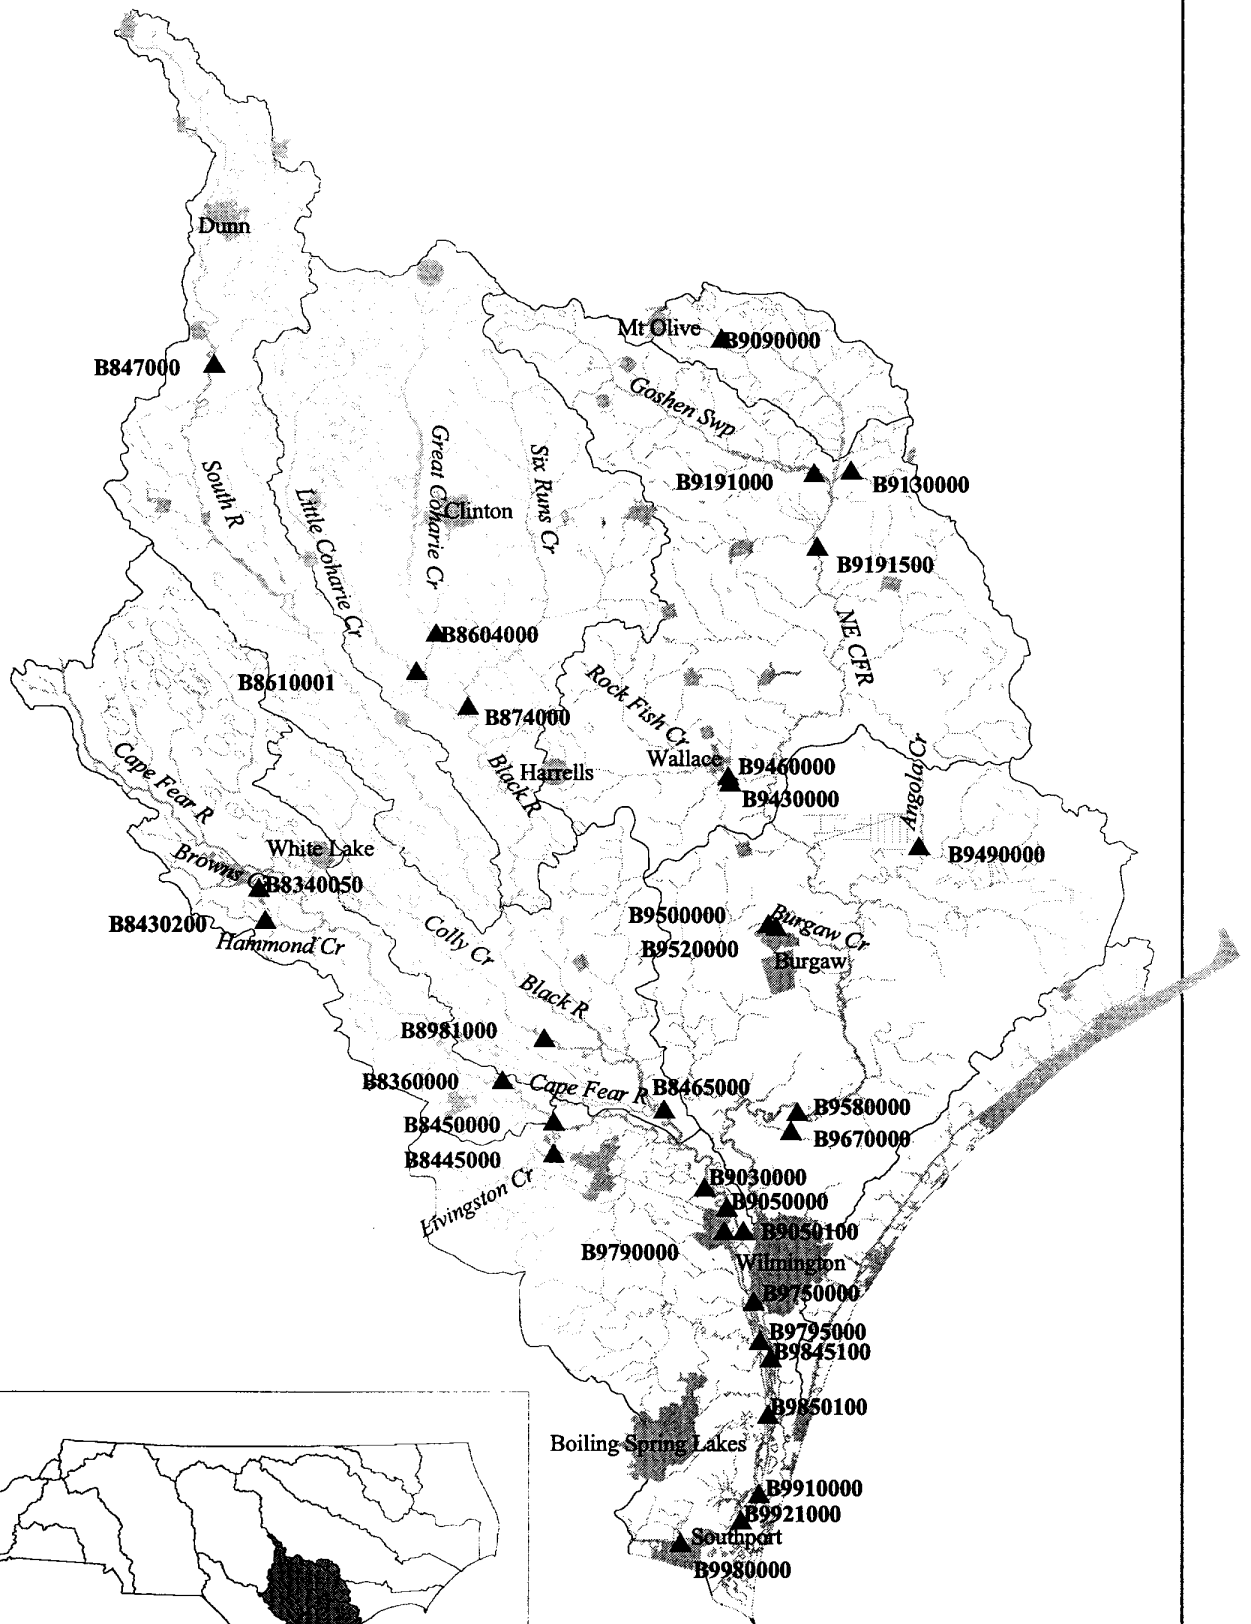 Dunn
Mt Olive
B9090000
B847000
Goshen Swp
South R
Great Coharie Cr
Six Runs Cr
B9191000
B9130000
Little Coharie Cr
Clinton
B9191500
NE CFR
B8604000
Rock Fish Cr
B8610001
B874000
Cape Fear R
Black R
Harrells
Wallace
B9460000
B9430000
Angola Cr
White Lake
Browns Cr
B8340050
B9490000
B8430200
Hammond Cr
Colly Cr
B9500000
Burgaw Cr
B9520000
Burgaw
Black R
B8981000
B8360000
Cape Fear R
B8465000
B9580000
B8450000
B9670000
B8445000
Livingston Cr
B9030000
B9050000
B9050100
B9790000
Wilmington
B9750000
B9795000
B9845100
B9850100
Boiling Spring Lakes
B9910000
B9921000
Southport
B9980000